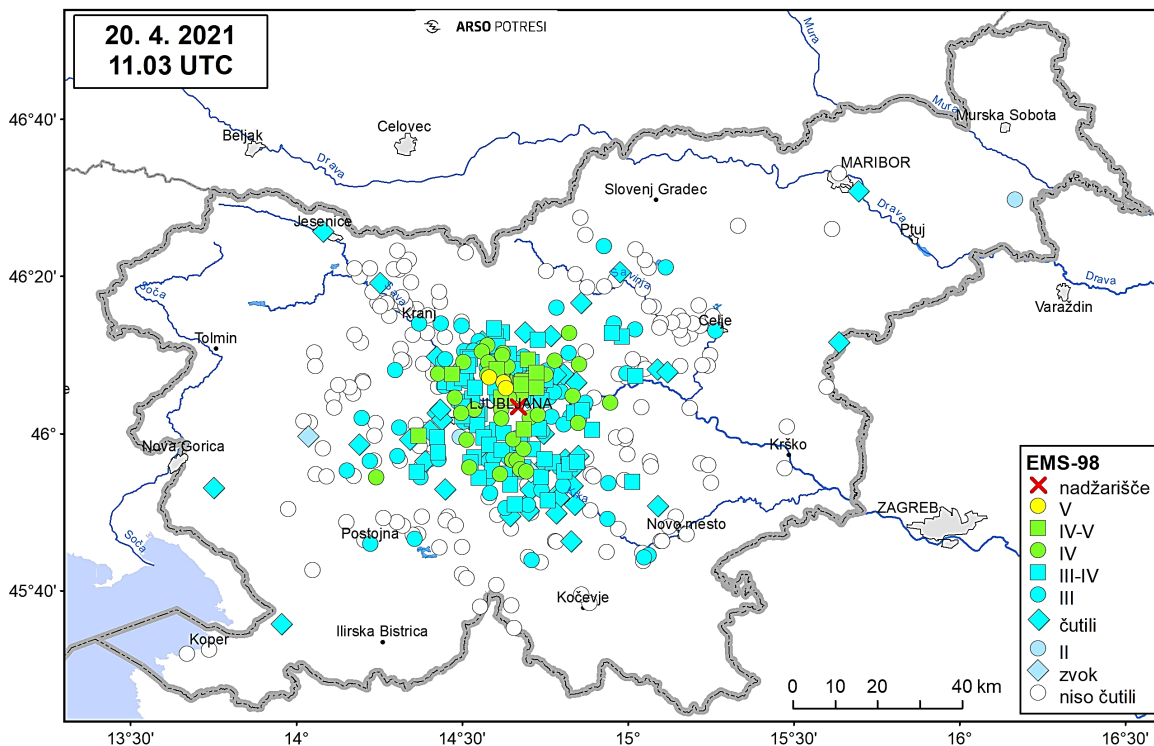 20. 4. 2021
11.03 UTC
ARSO POTRESI
46°40'
46°20'
46°
45°40'
13°30'
14°
14°30'
15°
15°30'
16°
16°30'
Mura
Mura
Murska Sobota
Beljak
Celovec
Drava
MARIBOR
Slovenj Gradec
Drava
Ptuj
Jesenice
Soča
Savinja
Drava
Varaždin
Sava
Kranj
Celje
Tolmin
LJUBLJANA
Nova Gorica
Krško
Soča
Krka
Postojna
Novo mesto
ZAGREB
Kočevje
Ilirska Bistrica
Koper
0 10 20 40 km
EMS-98
nadžarišče
V
IV-V
IV
III-IV
III
čutili
II
zvok
niso čutili